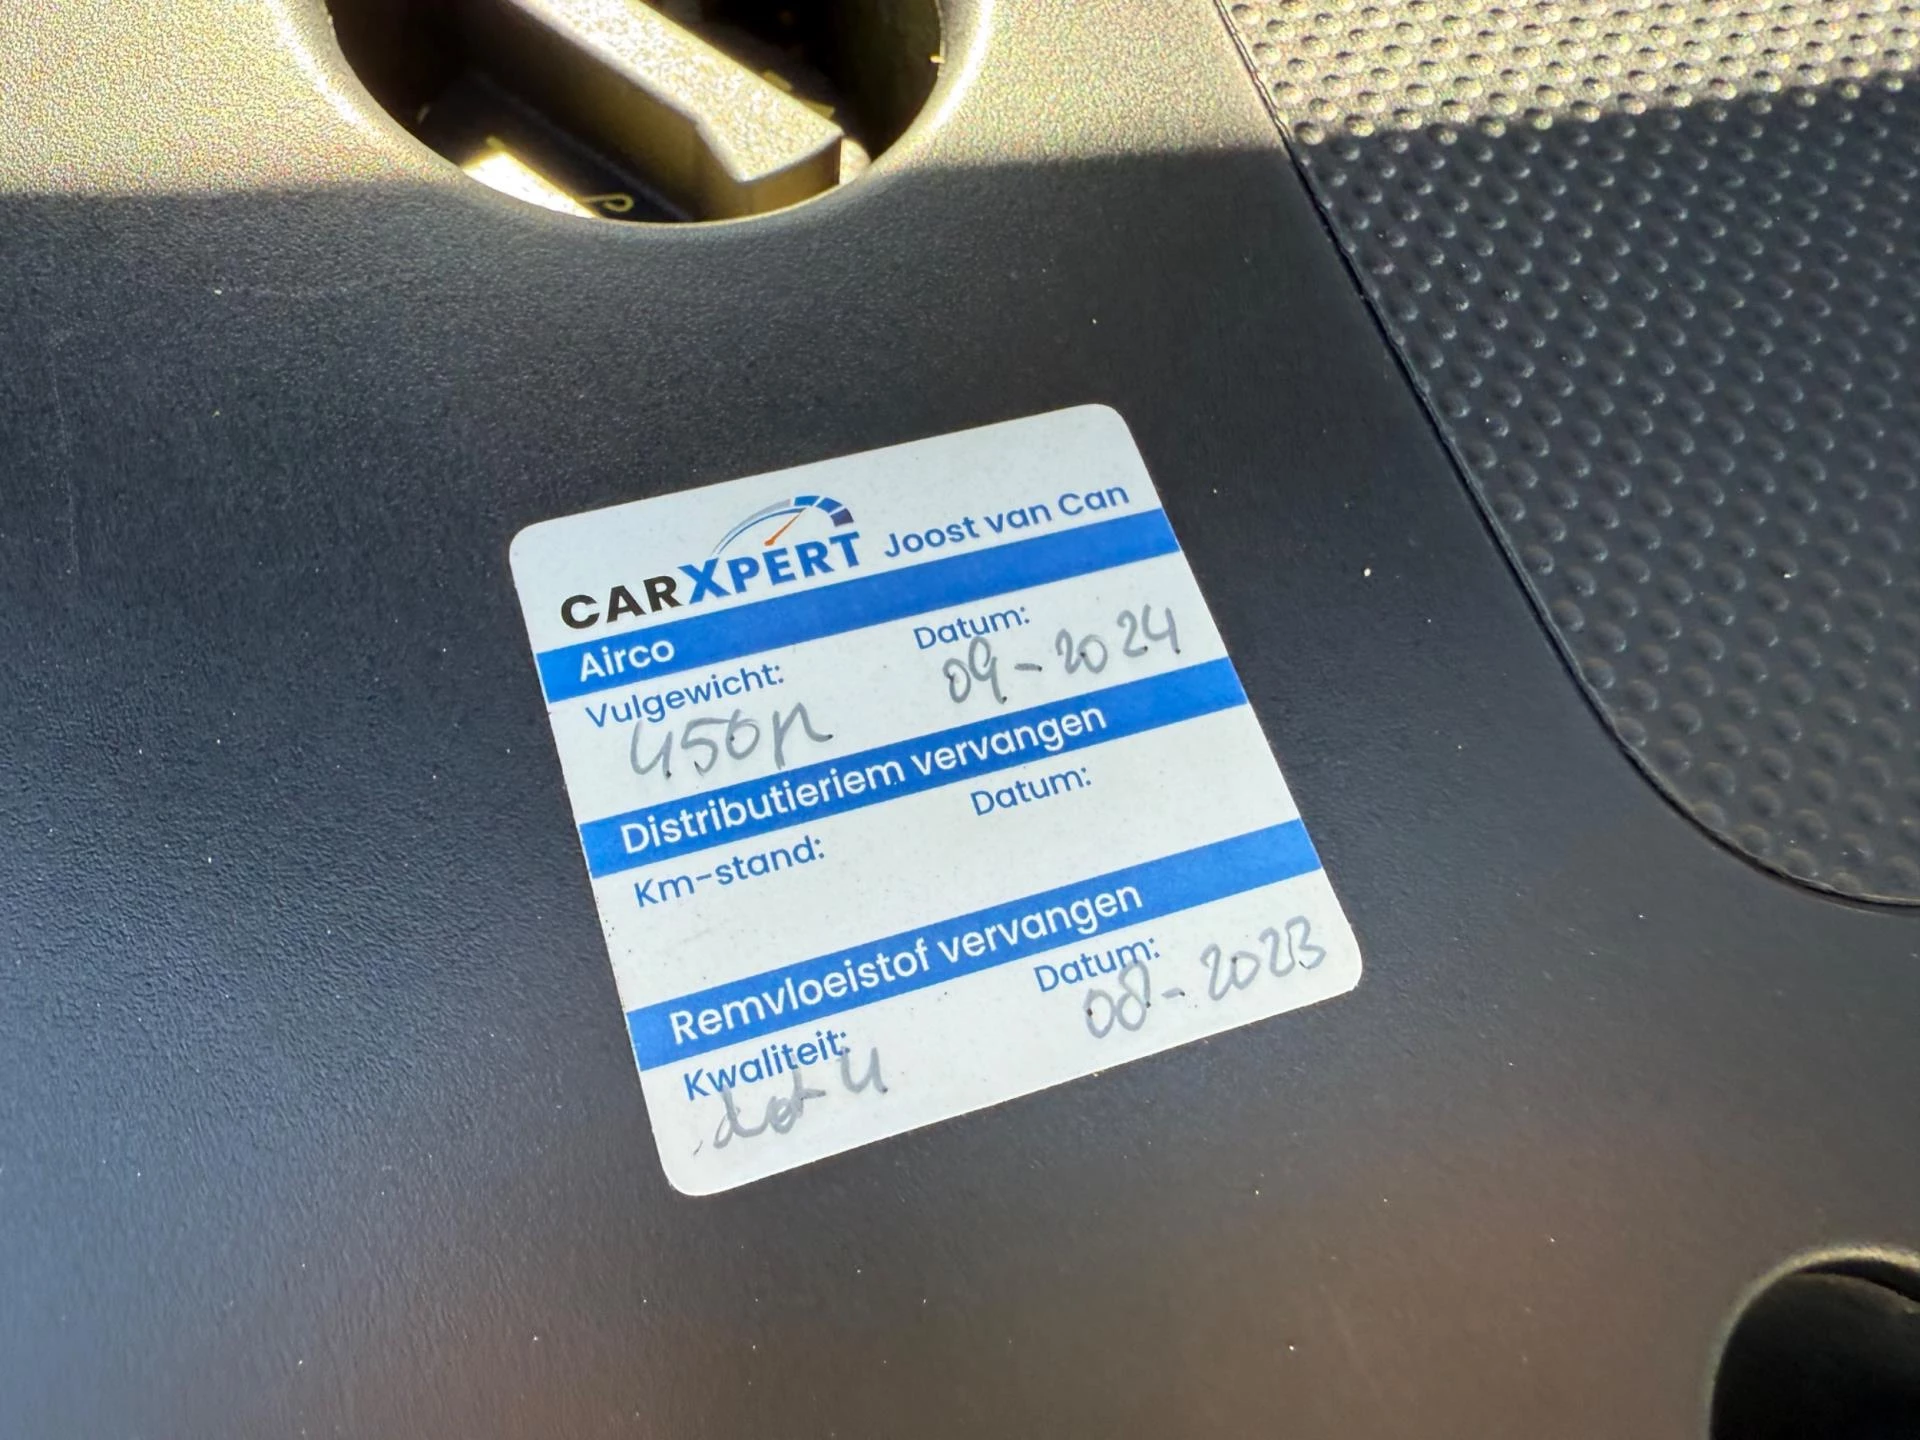 CARXPERT Joost van Can
Airco
Vulgewicht: Datum:
450gr 09-2024
Distributieriem vervangen
Km-stand: Datum:
Remvloeistof vervangen
Kwaliteit: Datum:
dot 4 08-2023